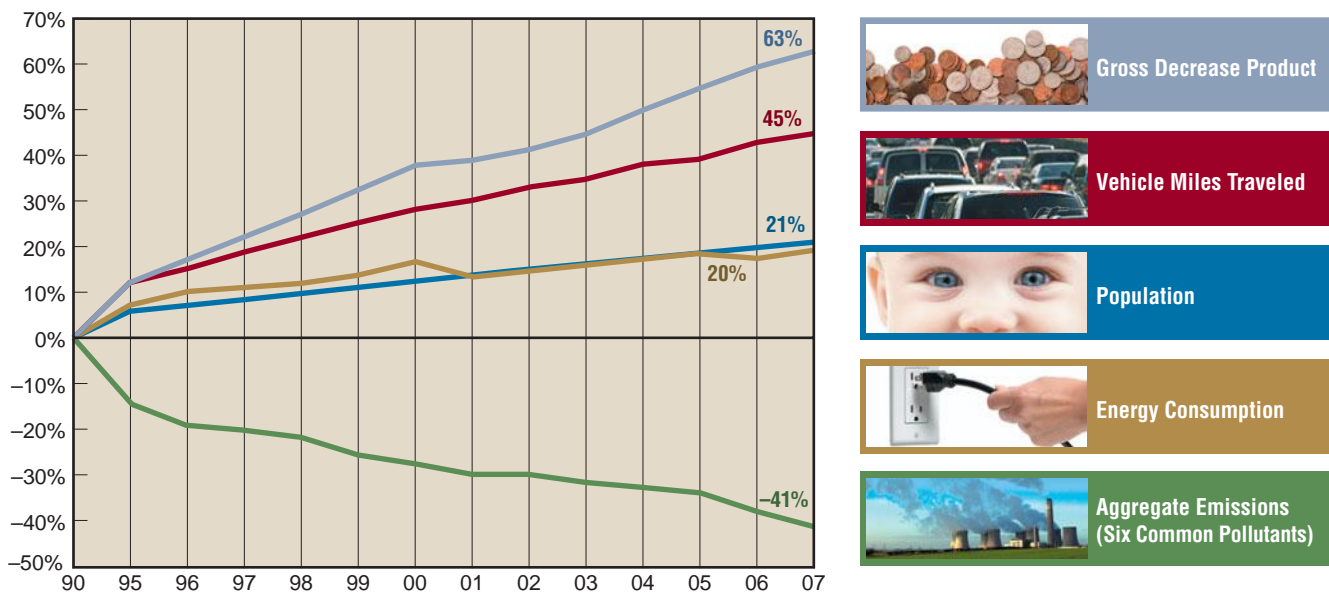 70%
60%
50%
40%
30%
20%
10%
0%
–10%
–20%
–30%
–40%
–50%
63%
45%
21%
20%
–41%
90 95 96 97 98 99 00 01 02 03 04 05 06 07
Gross Decrease Product
Vehicle Miles Traveled
Population
Energy Consumption
Aggregate Emissions
(Six Common Pollutants)